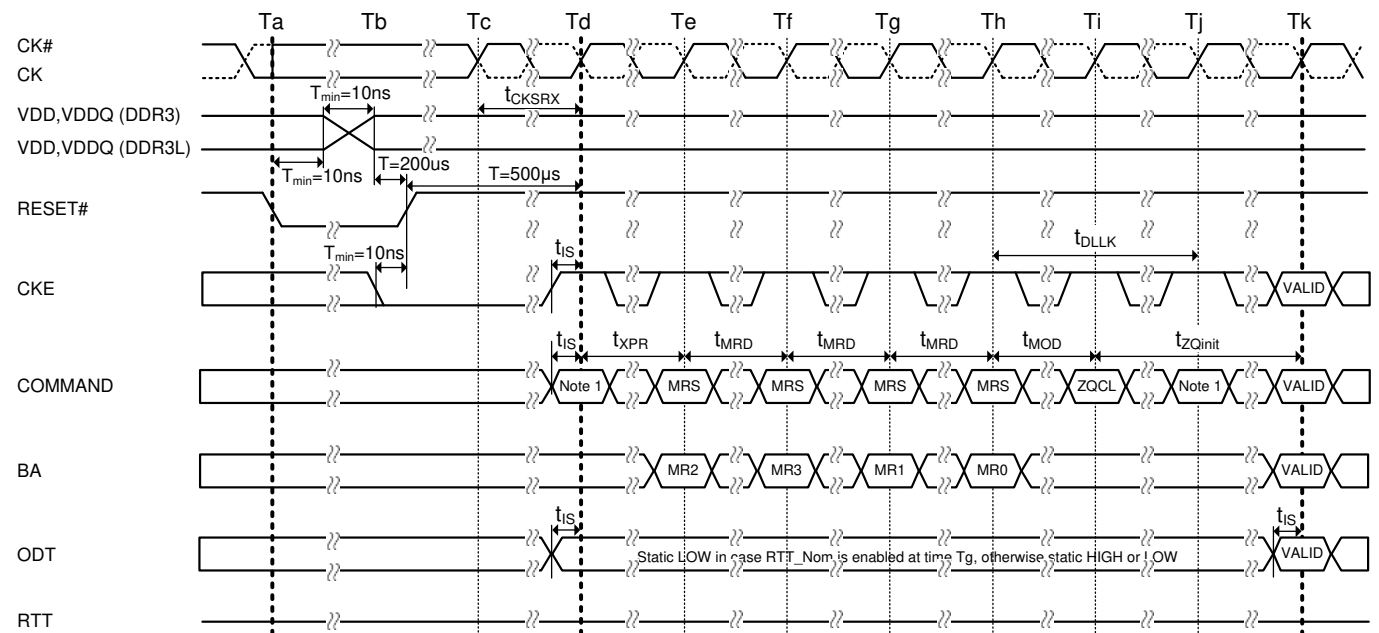 Ta Tb Tc Td Te Tf Tg Th Ti Tj Tk
CK#
CK
Tmin=10ns
tCKSRX
VDD,VDDQ (DDR3)
VDD,VDDQ (DDR3L)
Tmin=10ns
T=200us
T=500µs
RESET#
Tmin=10ns
tIS
tDLLK
CKE
VALID
tIS tXPR tMRD tMRD tMRD tMOD tZQinit
COMMAND
Note 1 MRS MRS MRS MRS ZQCL Note 1 VALID
BA
MR2 MR3 MR1 MR0 VALID
tIS tIS
ODT
Static LOW in case RTT_Nom is enabled at time Tg, otherwise static HIGH or LOW
VALID
RTT